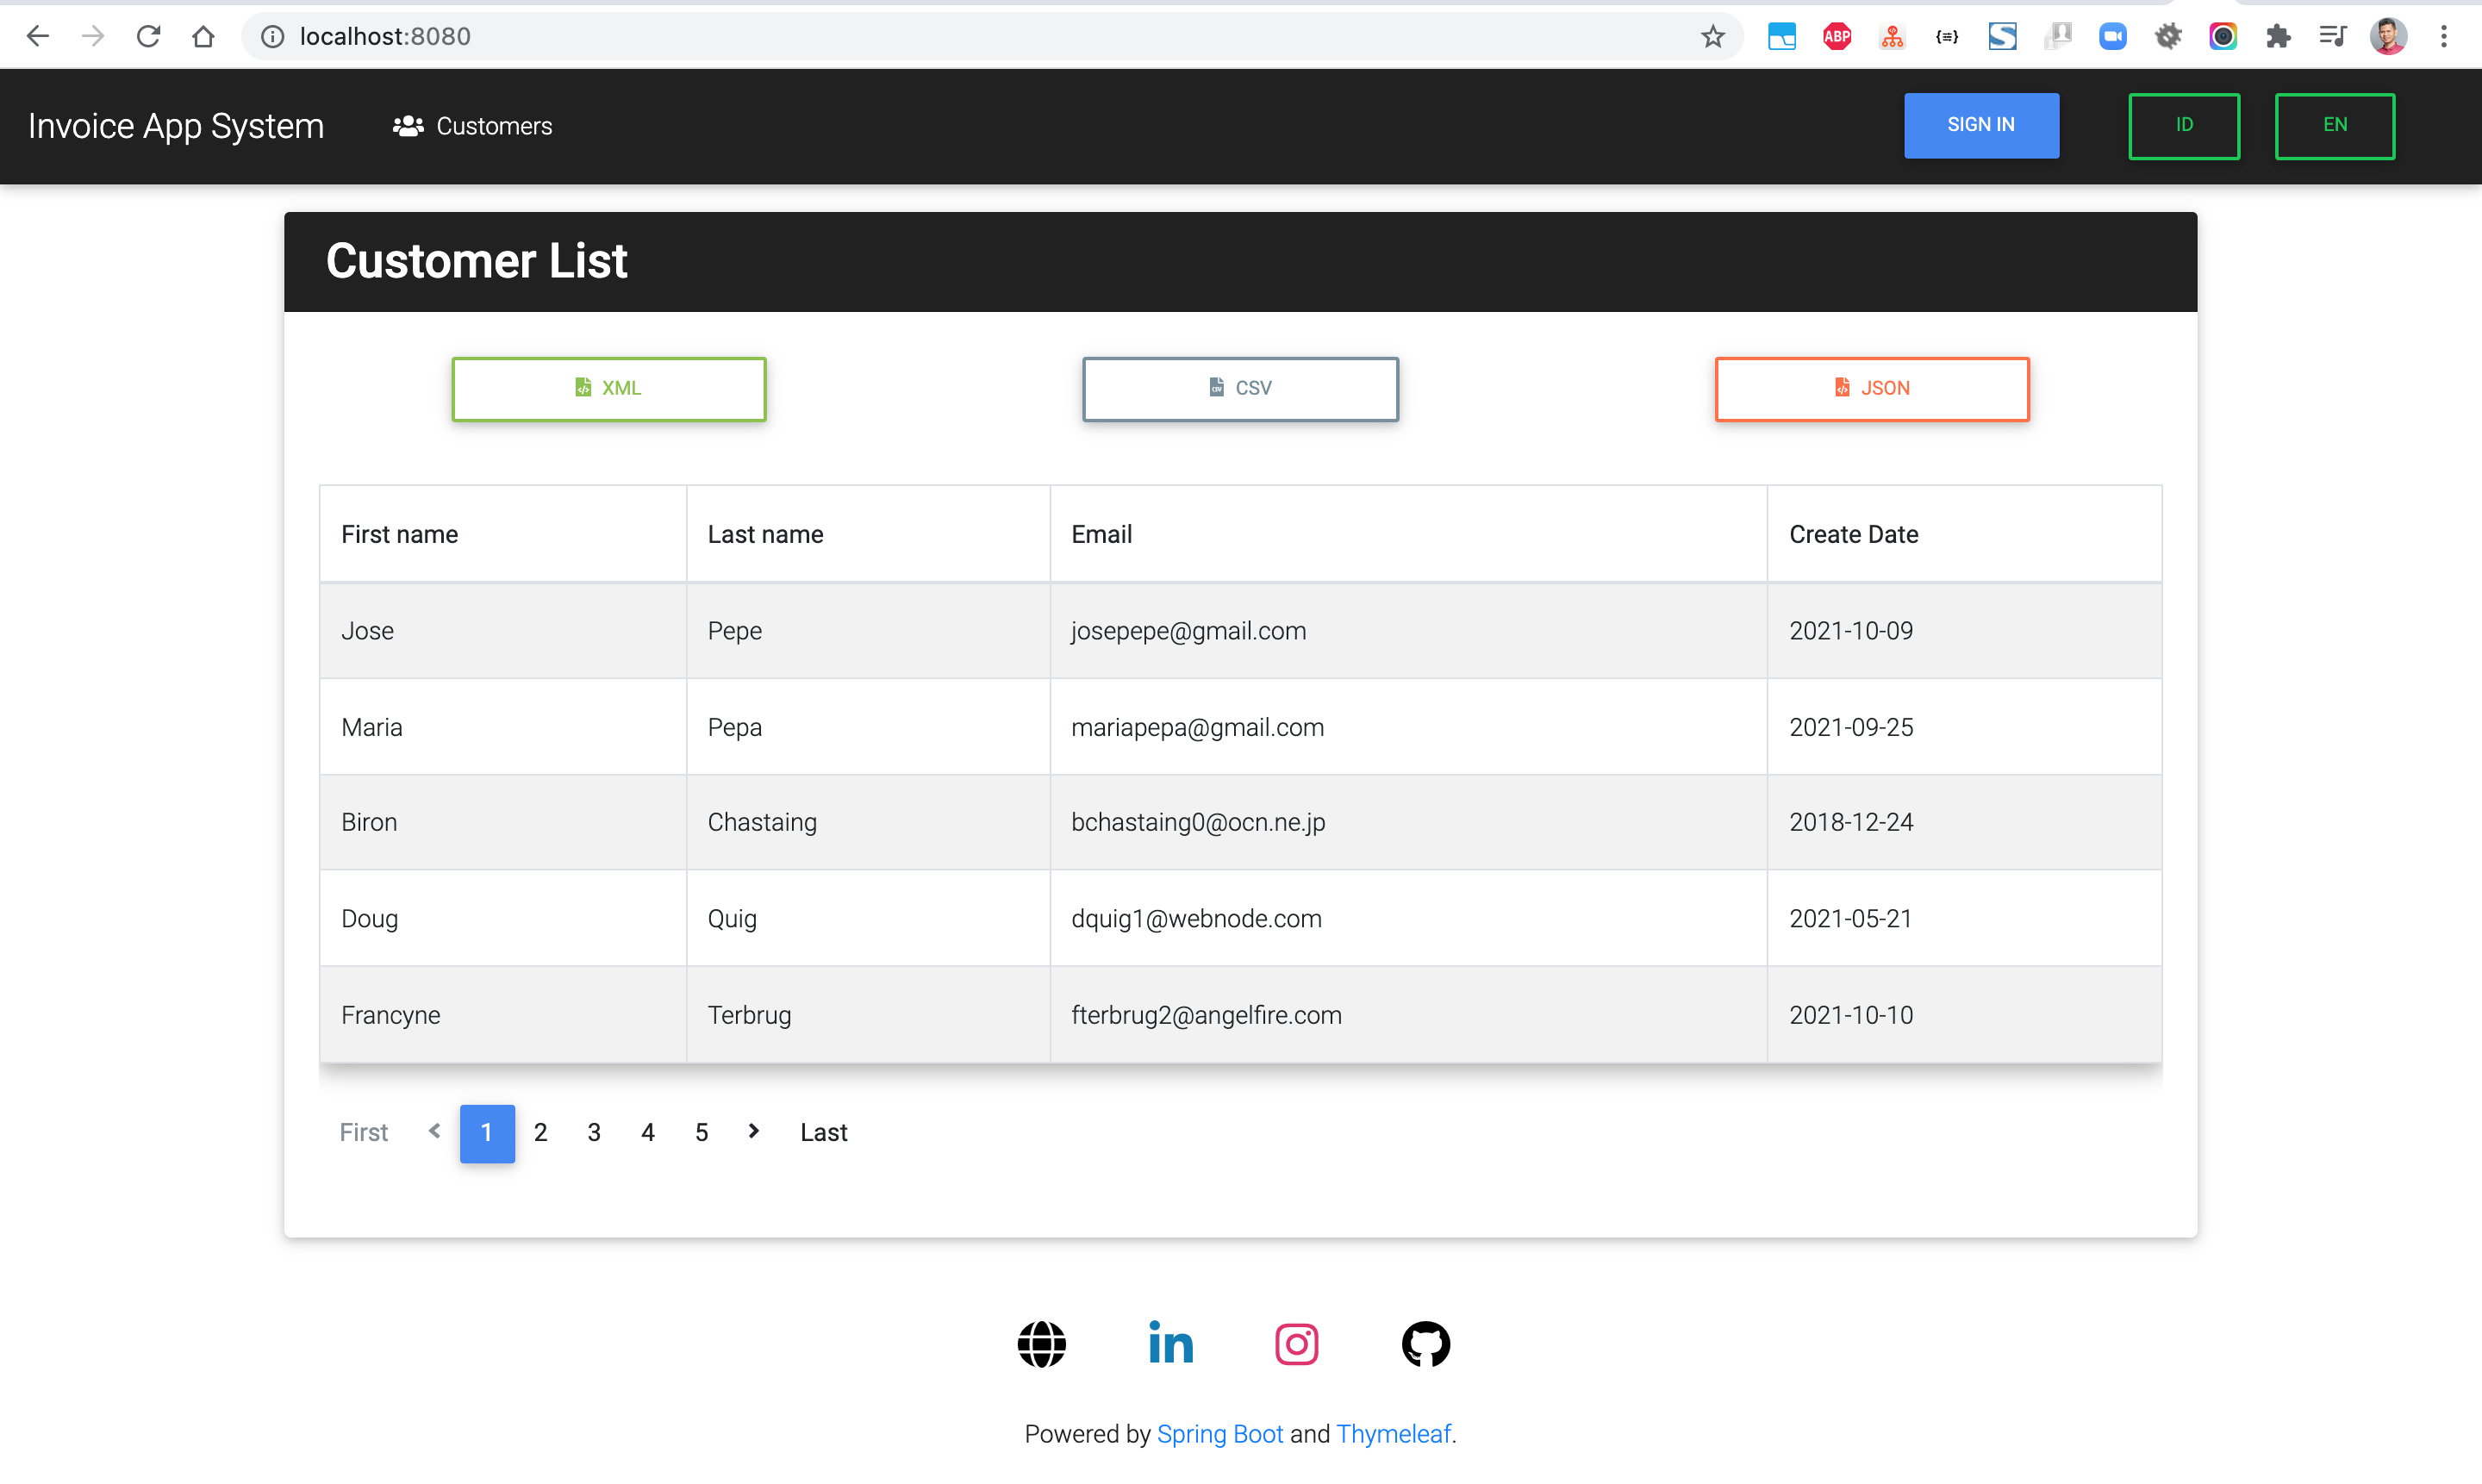 localhost:8080
ABP
Invoice App System Customers SIGN IN ID EN
Customer List
XML CSV JSON
First name Last name Email Create Date
Jose Pepe josepepe@gmail.com 2021-10-09
Maria Pepa mariapepa@gmail.com 2021-09-25
Biron Chastaing bchastaing0@ocn.ne.jp 2018-12-24
Doug Quig dquig1@webnode.com 2021-05-21
Francyne Terbrug fterbrug2@angelfire.com 2021-10-10
First 1 2 3 4 5 Last
in
Powered by Spring Boot and Thymeleaf.